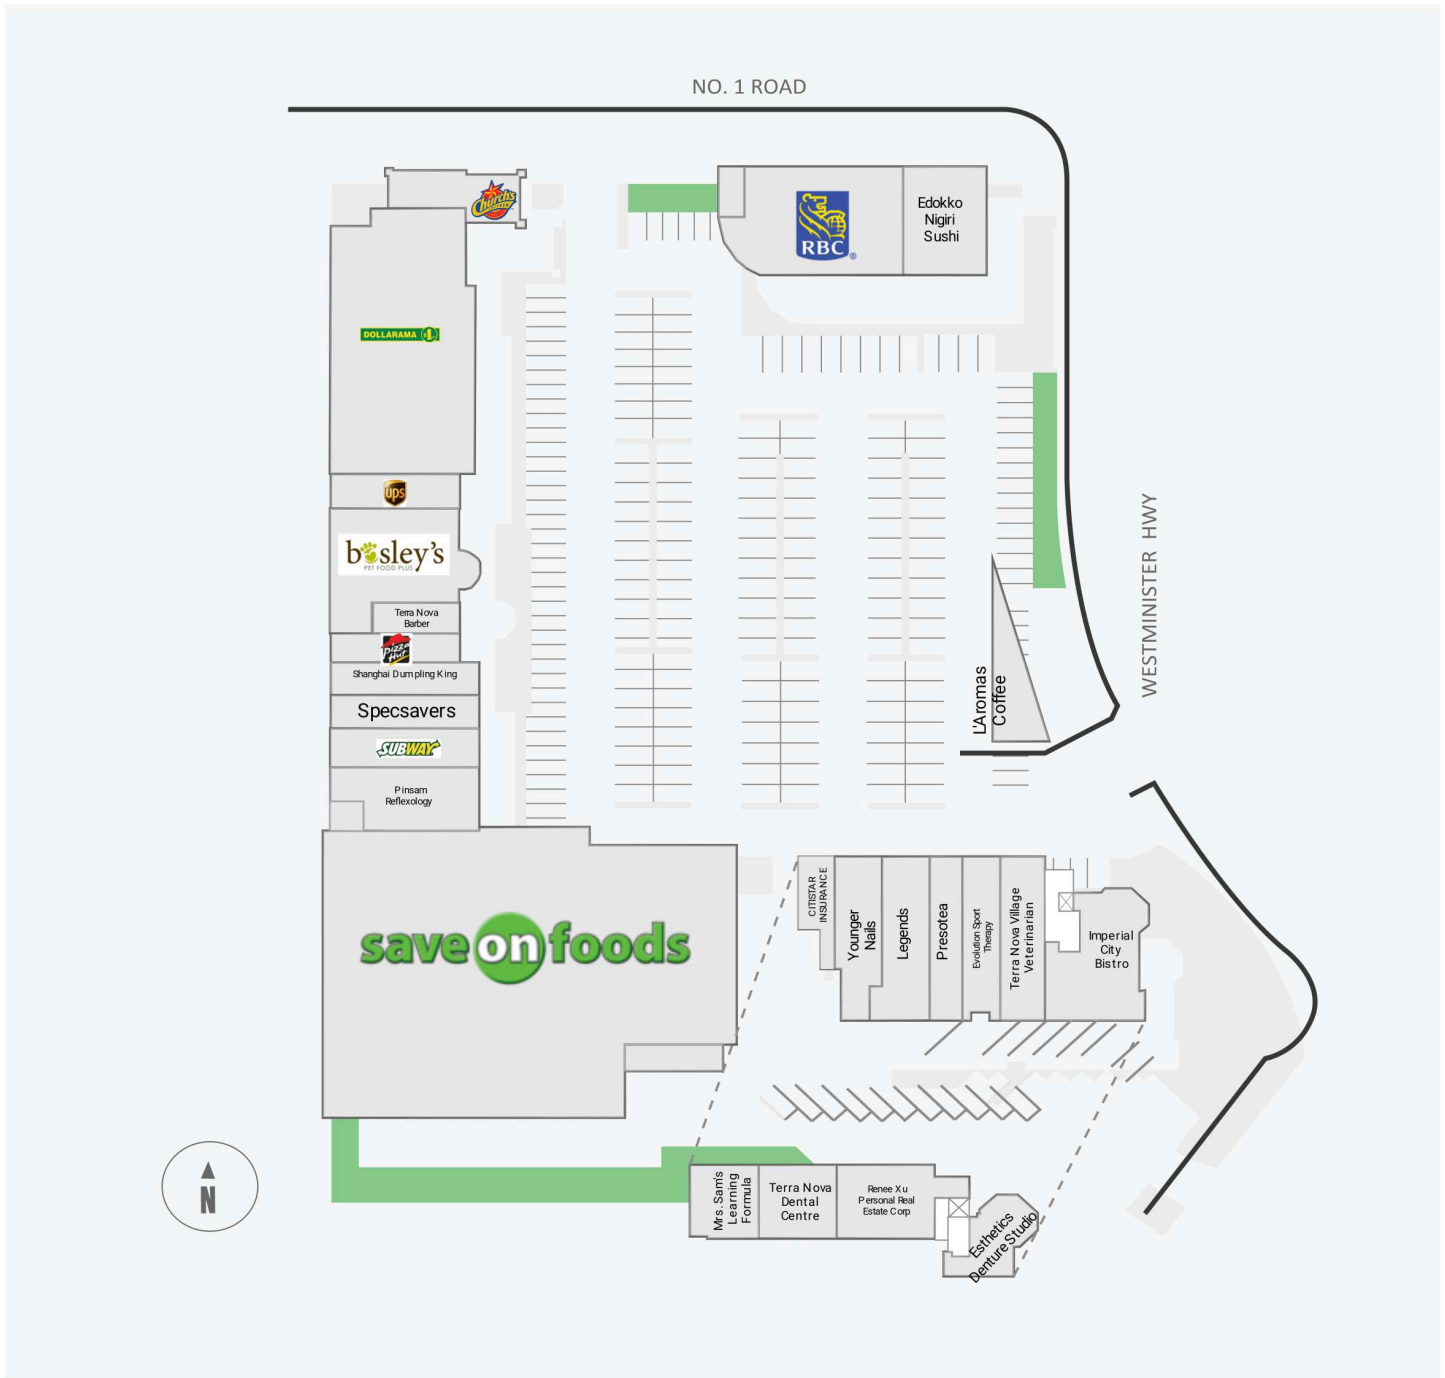 NO. 1 ROAD
Church's
CHICKEN
RBC
®
Edokko
Nigiri
Sushi
DOLLARAMA
ups
bosley's
PET FOOD PLUS
Terra Nova
Barber
Pizza
Hut
Shanghai Dumpling King
Specsavers
SUBWAY
Pinsam
Reflexology
WESTMINISTER HWY
L'Aromas
Coffee
save on foods
CITISTAR
INSURANCE
Younger
Nails
Legends
Presotea
Evolution Sport
Therapy
Terra Nova Village
Veterinarian
Imperial
City
Bistro
N
Mrs. Sam's
Learning
Formula
Terra Nova
Dental
Centre
Renee Xu
Personal Real
Estate Corp
Esthetics
Denture Studio